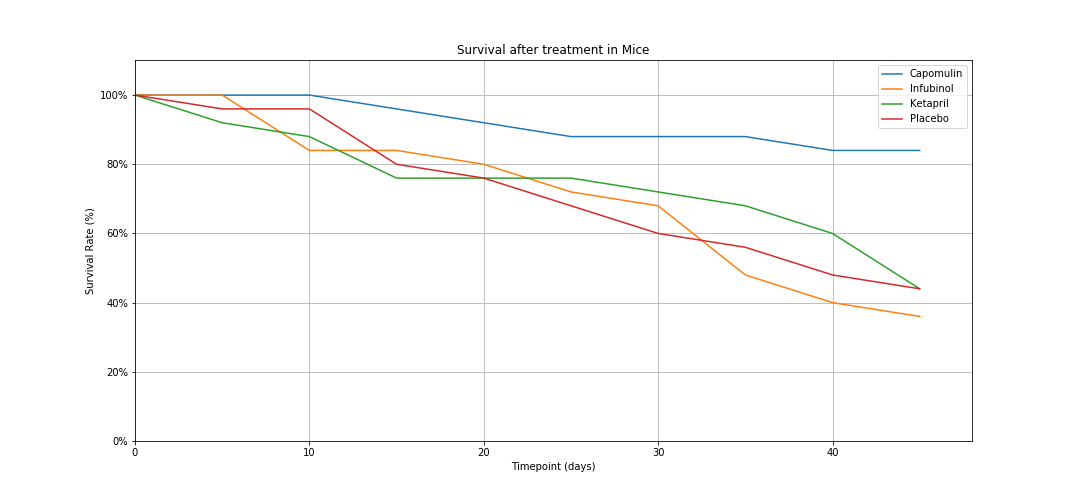 Survival after treatment in Mice
Capomulin
Infubinol
Ketapril
Placebo
100%
80%
60%
40%
20%
0%
Survival Rate (%)
0 10 20 30 40
Timepoint (days)